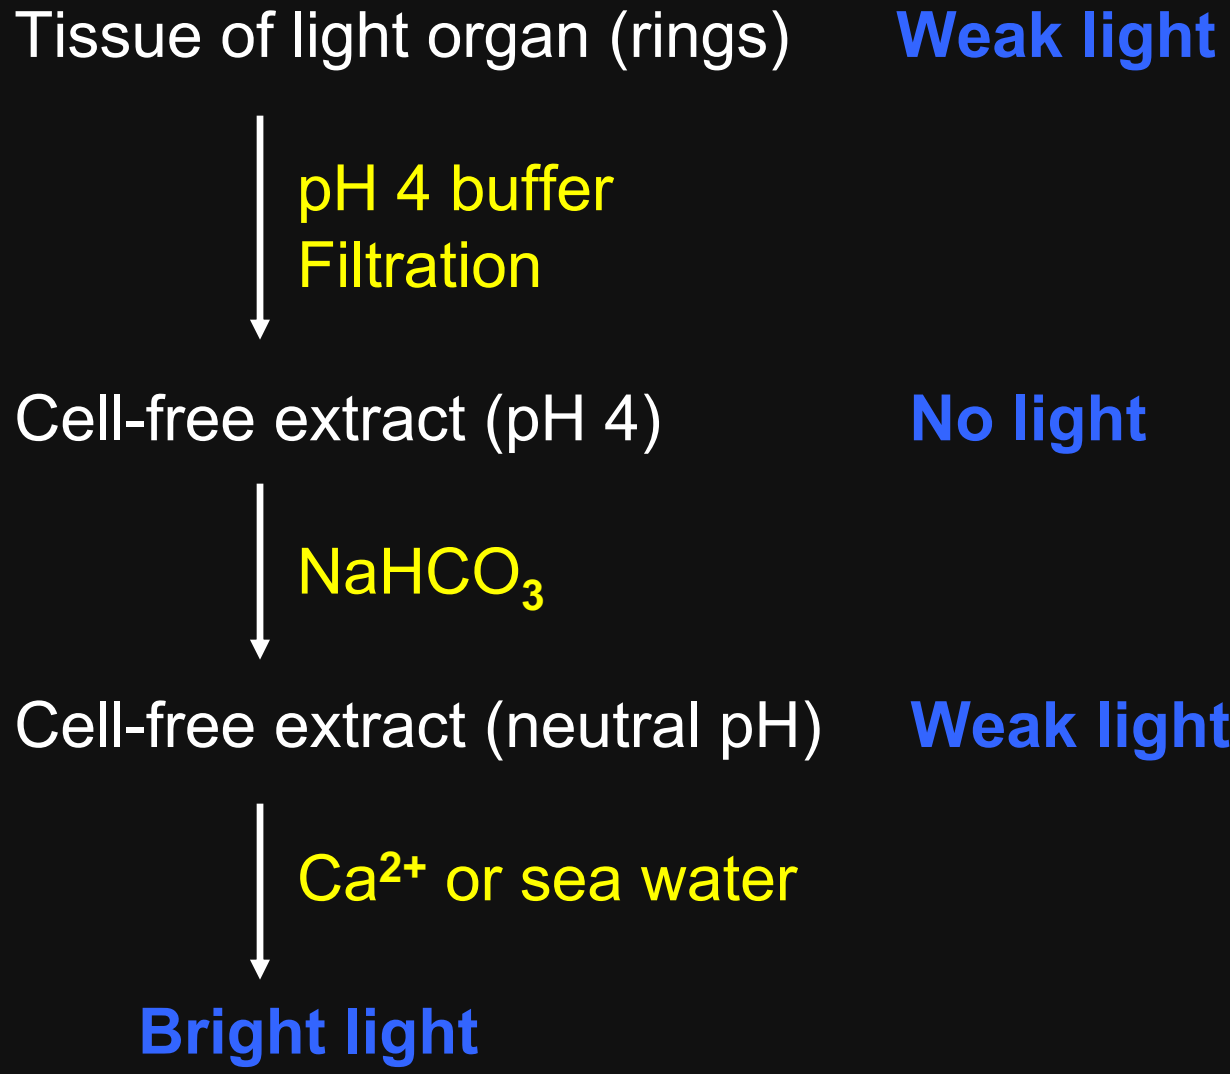 Tissue of light organ (rings) Weak light
pH 4 buffer
Filtration
Cell-free extract (pH 4) No light
NaHCO₃
Cell-free extract (neutral pH) Weak light
Ca²⁺ or sea water
Bright light